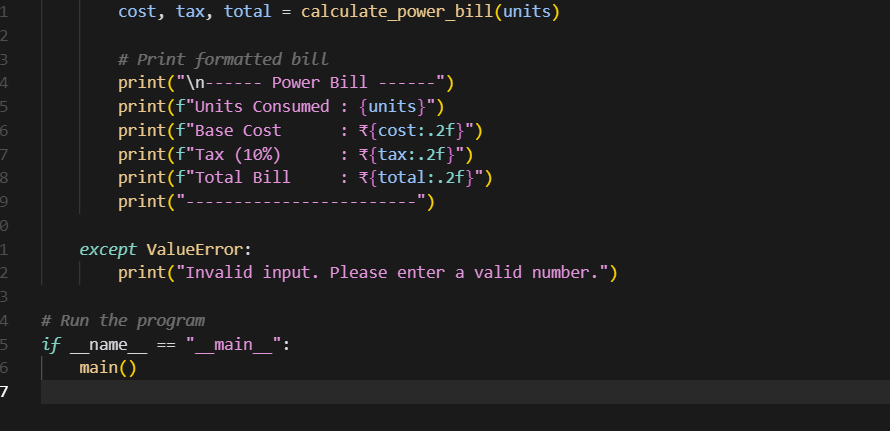 1 cost, tax, total = calculate_power_bill(units)
2
3 # Print formatted bill
4 print("\n------ Power Bill ------")
5 print(f"Units Consumed : {units}")
6 print(f"Base Cost      : ₹{cost:.2f}")
7 print(f"Tax (10%)      : ₹{tax:.2f}")
8 print(f"Total Bill     : ₹{total:.2f}")
9 print("------------------------")
0
1 except ValueError:
2 print("Invalid input. Please enter a valid number.")
3
4 # Run the program
5 if __name__ == "__main__":
6 main()
7